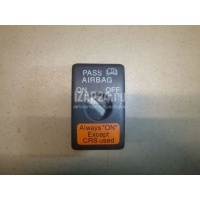 PASS
AIRBAG
ON OFF
Always "ON"
Except
CRS used